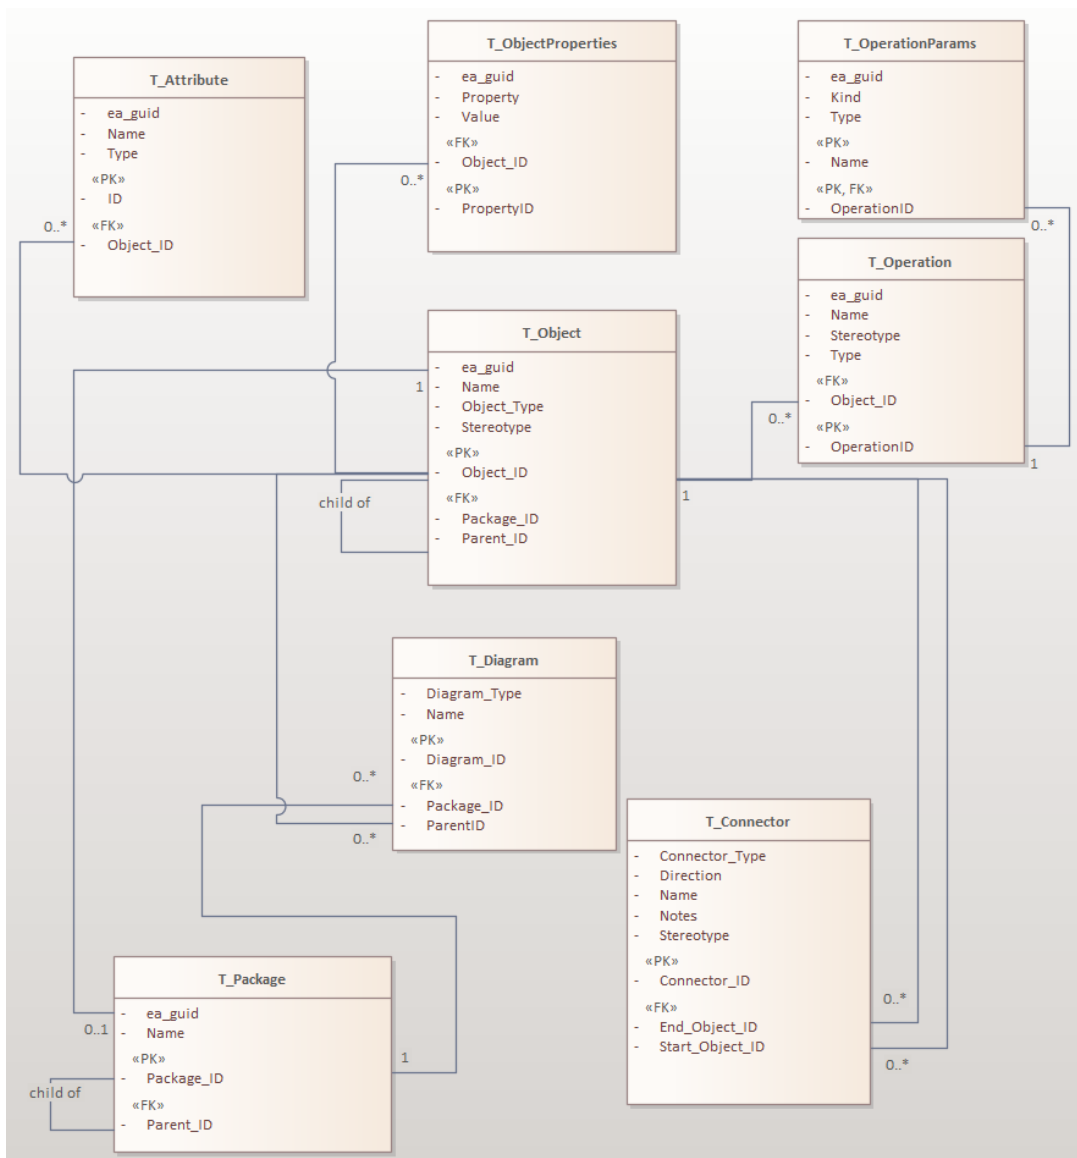 T_Attribute
- ea_guid
- Name
- Type
«PK»
- ID
«FK»
- Object_ID
0..*
T_ObjectProperties
- ea_guid
- Property
- Value
«FK»
- Object_ID
«PK»
- PropertyID
0..*
T_OperationParams
- ea_guid
- Kind
- Type
«PK»
- Name
«PK, FK»
- OperationID
0..*
T_Operation
- ea_guid
- Name
- Stereotype
- Type
«FK»
- Object_ID
«PK»
- OperationID
0..*
1
T_Object
- ea_guid
- Name
- Object_Type
- Stereotype
«PK»
- Object_ID
«FK»
- Package_ID
- Parent_ID
1
child of
1
T_Diagram
- Diagram_Type
- Name
«PK»
- Diagram_ID
«FK»
- Package_ID
- ParentID
0..*
0..*
T_Connector
- Connector_Type
- Direction
- Name
- Notes
- Stereotype
«PK»
- Connector_ID
«FK»
- End_Object_ID
- Start_Object_ID
0..*
0..*
T_Package
- ea_guid
- Name
«PK»
- Package_ID
«FK»
- Parent_ID
0..1
1
child of